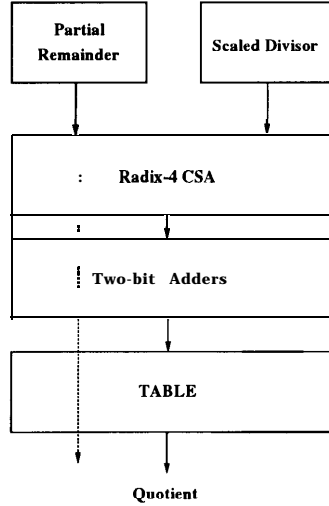 Partial
Remainder
Scaled Divisor
Radix-4 CSA
Two-bit Adders
TABLE
Quotient